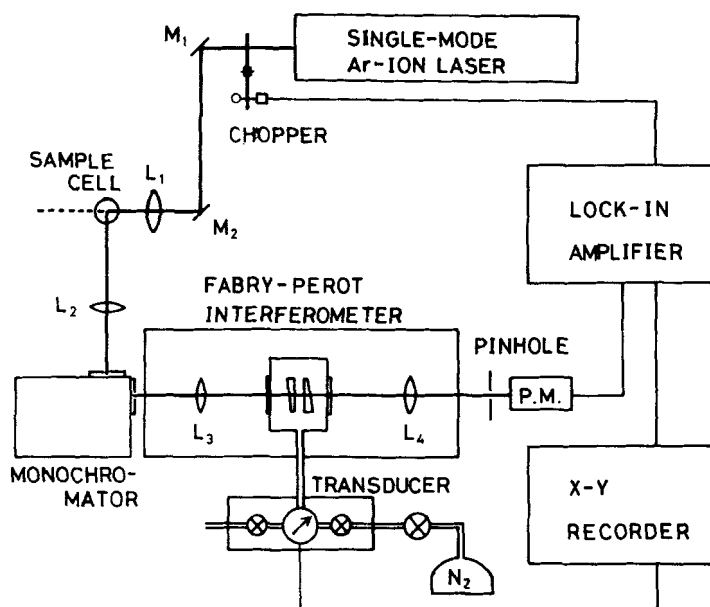 M₁
SINGLE-MODE
Ar-ION LASER
CHOPPER
SAMPLE
CELL
L₁
M₂
LOCK-IN
AMPLIFIER
L₂
FABRY-PEROT
INTERFEROMETER
PINHOLE
P.M.
L₃
L₄
MONOCHRO-
MATOR
TRANSDUCER
X-Y
RECORDER
N₂